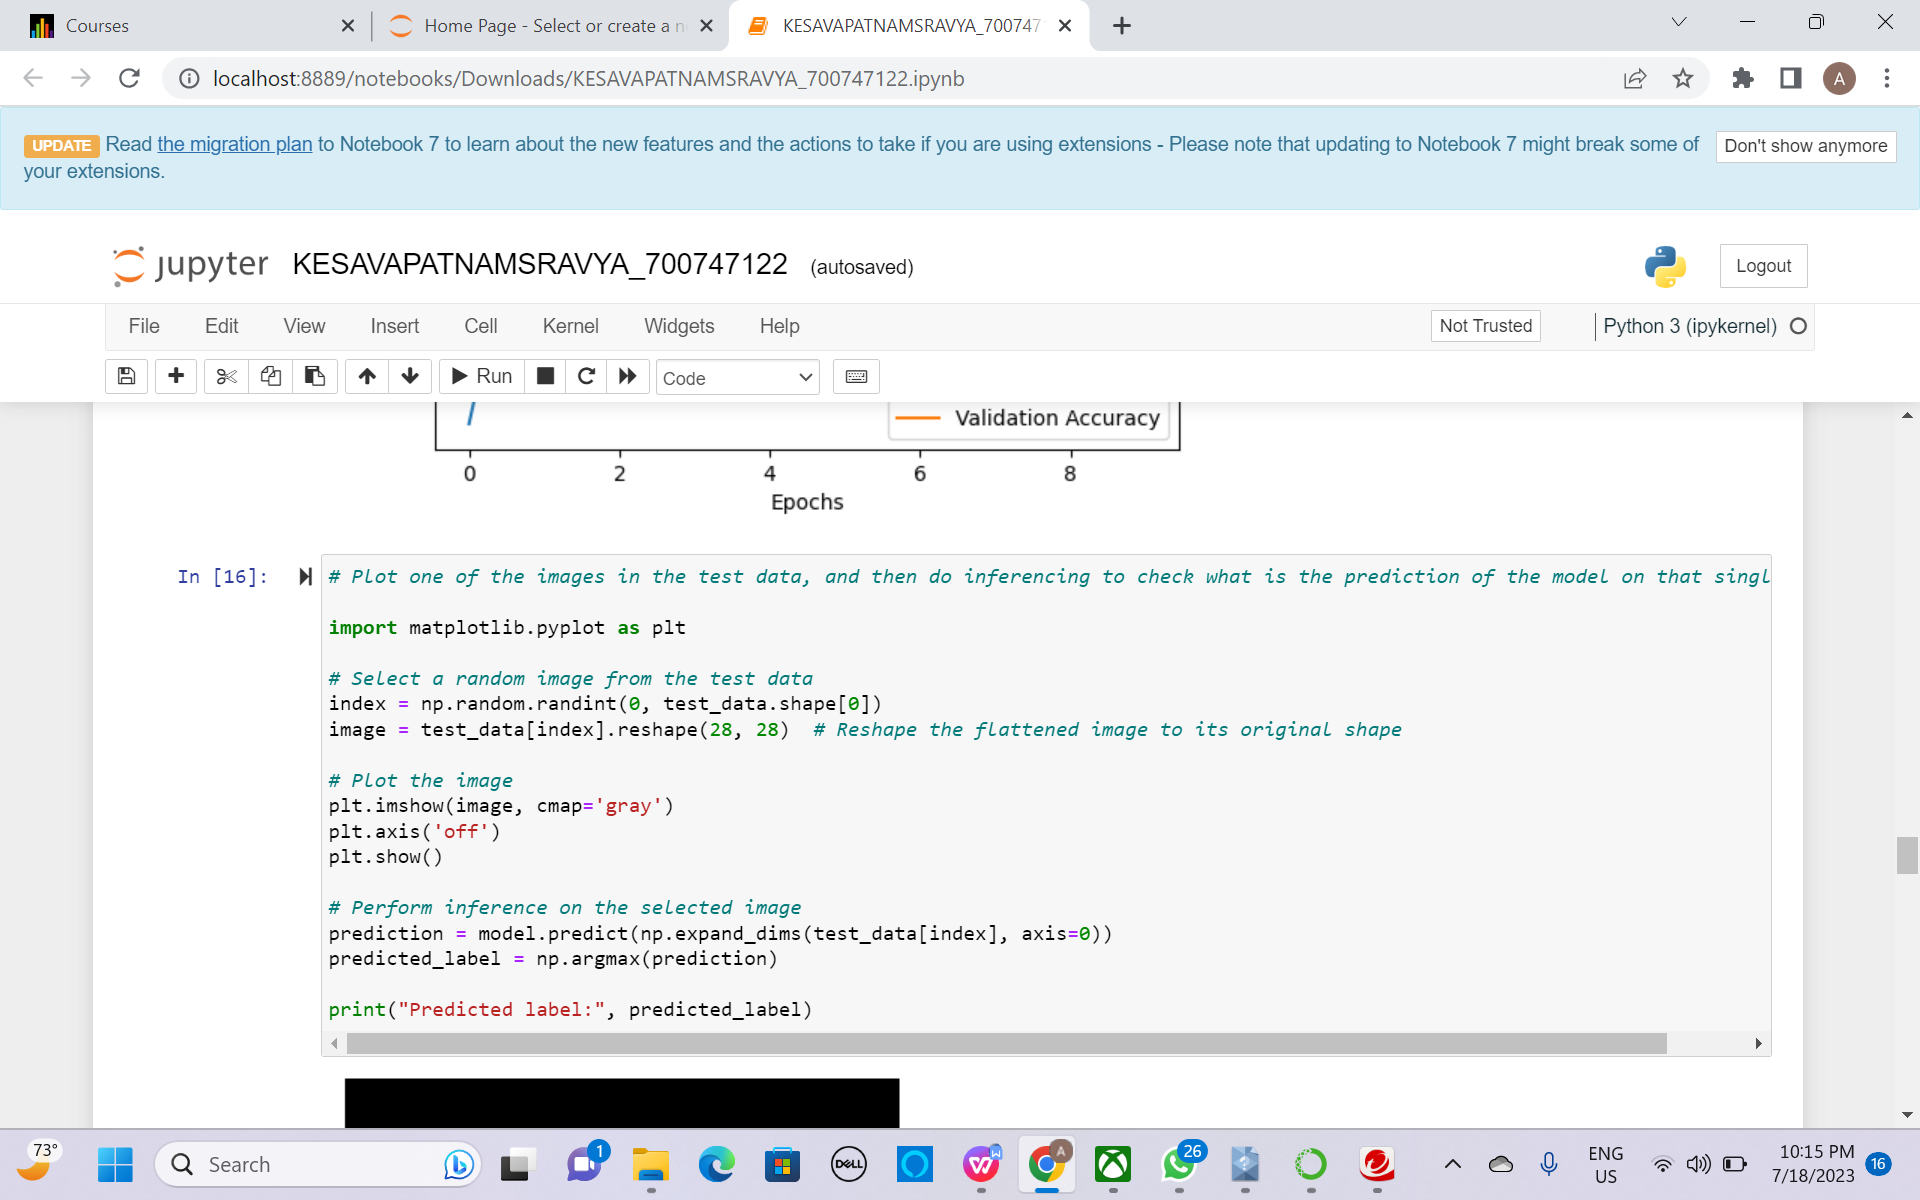 Courses
Home Page - Select or create a n
KESAVAPATNAMSRAVYA_700747
localhost:8889/notebooks/Downloads/KESAVAPATNAMSRAVYA_700747122.ipynb
A
UPDATE Read the migration plan to Notebook 7 to learn about the new features and the actions to take if you are using extensions - Please note that updating to Notebook 7 might break some of
your extensions.
Don't show anymore
jupyter KESAVAPATNAMSRAVYA_700747122 (autosaved)
Logout
File Edit View Insert Cell Kernel Widgets Help
Not Trusted
Python 3 (ipykernel)
Run
Code
Validation Accuracy
0 2 4 6 8
Epochs
In [16]:
# Plot one of the images in the test data, and then do inferencing to check what is the prediction of the model on that singl
import matplotlib.pyplot as plt
# Select a random image from the test data
index = np.random.randint(0, test_data.shape[0])
image = test_data[index].reshape(28, 28)  # Reshape the flattened image to its original shape
# Plot the image
plt.imshow(image, cmap='gray')
plt.axis('off')
plt.show()
# Perform inference on the selected image
prediction = model.predict(np.expand_dims(test_data[index], axis=0))
predicted_label = np.argmax(prediction)
print("Predicted label:", predicted_label)
73°
Search
1
DELL
W
A
26
ENG
US
10:15 PM
7/18/2023
16